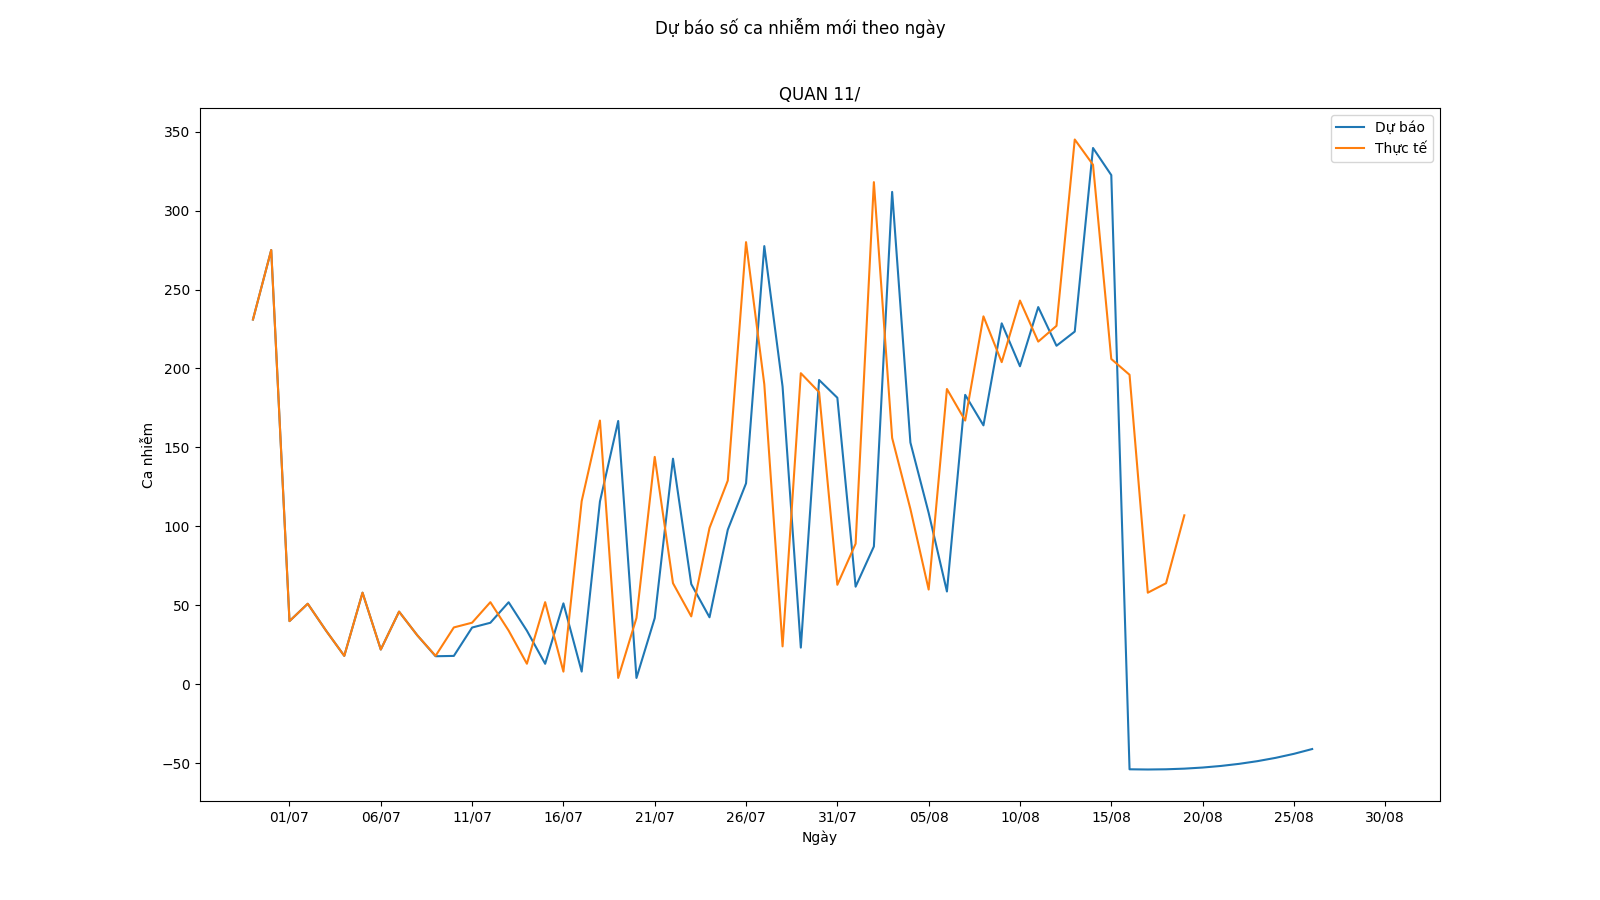 Dự báo số ca nhiễm mới theo ngày
QUAN 11/
Dự báo
Thực tế
350
300
250
200
150
100
50
0
−50
Ca nhiễm
01/07 06/07 11/07 16/07 21/07 26/07 31/07 05/08 10/08 15/08 20/08 25/08 30/08
Ngày